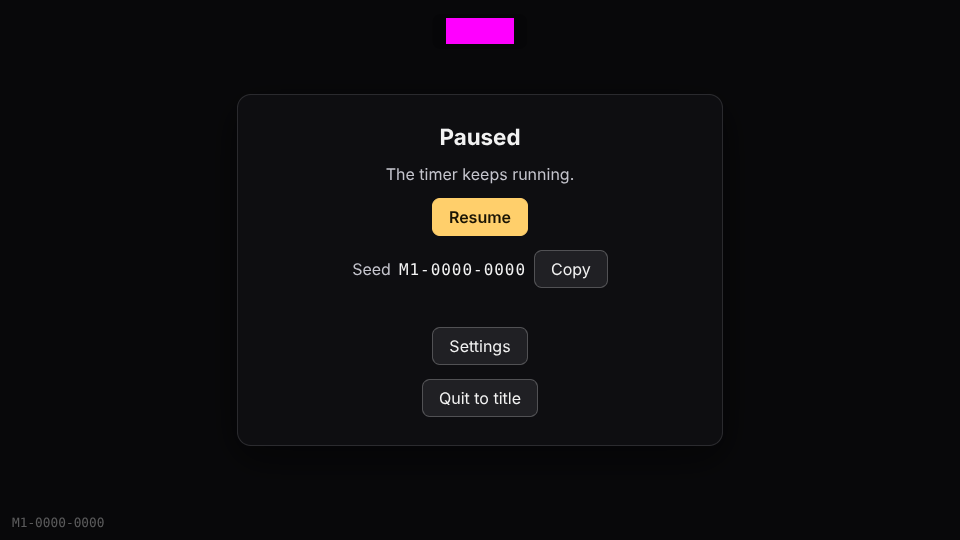 Paused
The timer keeps running.
Resume
Seed M1-0000-0000 Copy
Settings
Quit to title
M1-0000-0000